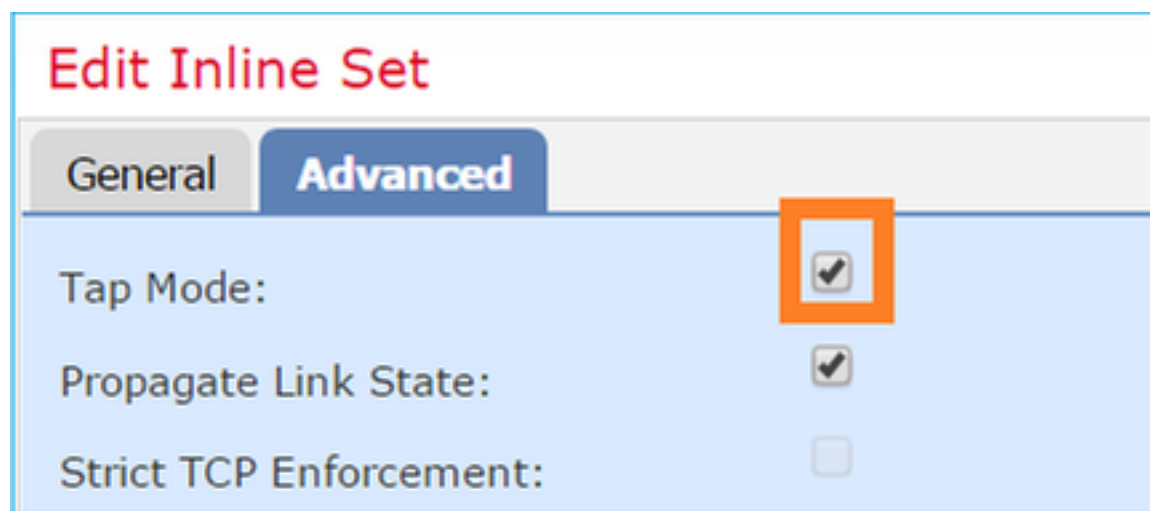 Edit Inline Set
General Advanced
Tap Mode:
Propagate Link State:
Strict TCP Enforcement: